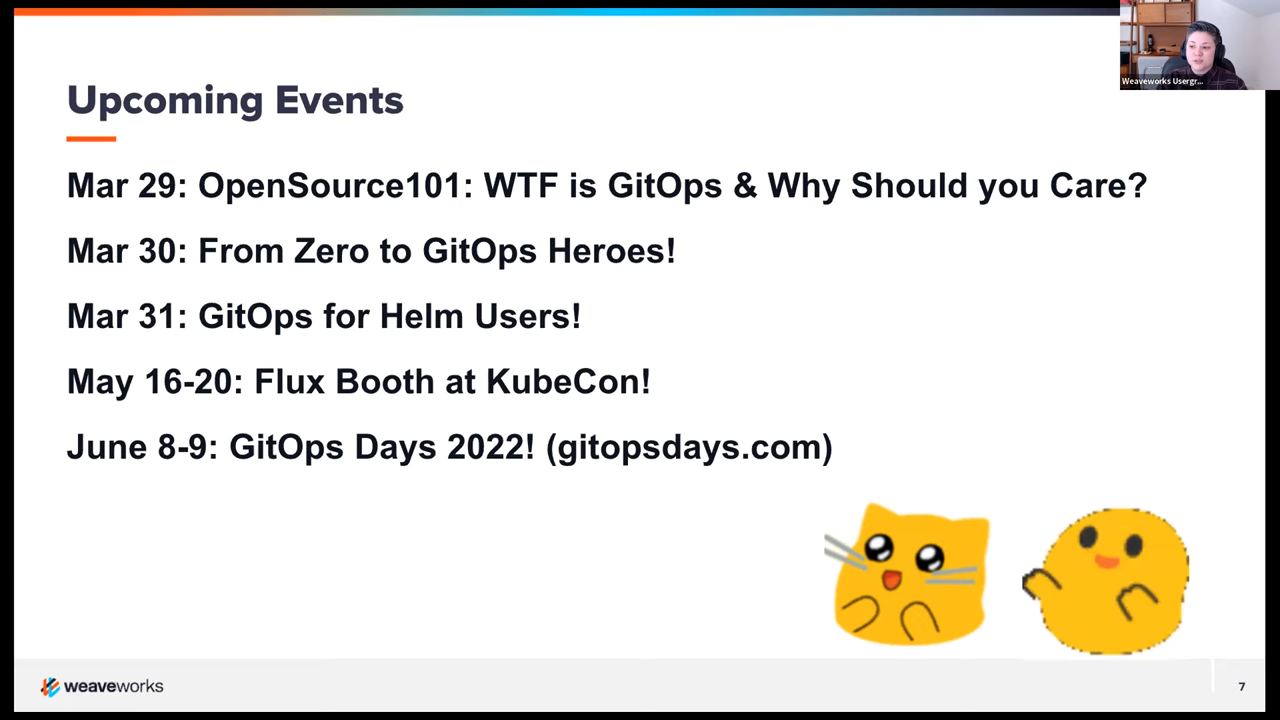 Weaveworks Usergr...
Upcoming Events
Mar 29: OpenSource101: WTF is GitOps & Why Should you Care?
Mar 30: From Zero to GitOps Heroes!
Mar 31: GitOps for Helm Users!
May 16-20: Flux Booth at KubeCon!
June 8-9: GitOps Days 2022! (gitopsdays.com)
weaveworks
7